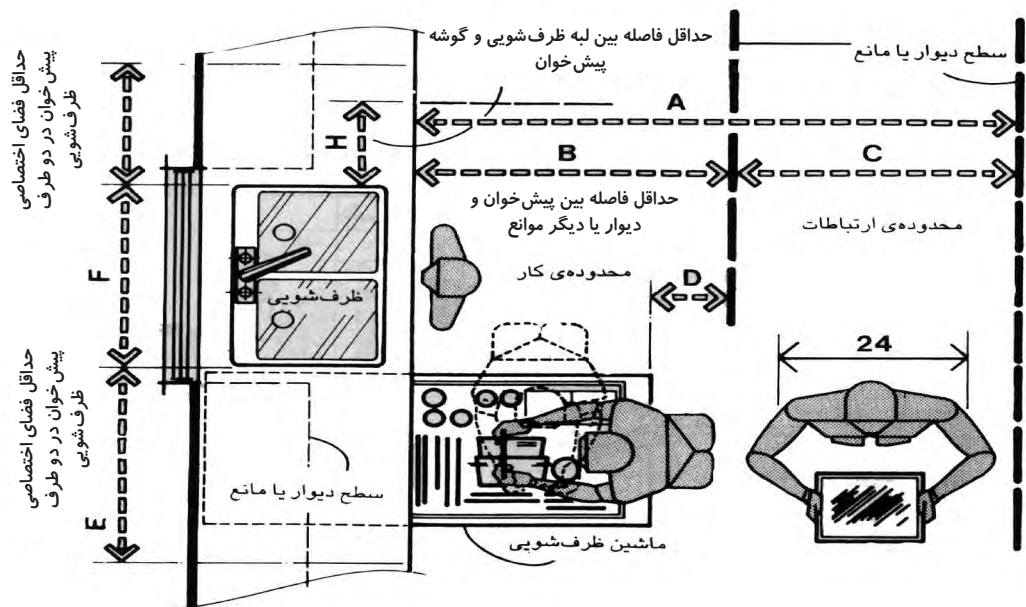 حداقل فاصله بین لبه ظرف‌شویی و گوشه
پیش‌خوان
سطح دیوار یا مانع
حداقل فضای اختصاصی
پیش‌خوان در دو طرف
ظرف‌شویی
A
H
B
C
حداقل فاصله بین پیش‌خوان و
دیوار یا دیگر موانع
محدوده‌ی ارتباطات
محدوده‌ی کار
D
F
ظرف‌شویی
24
حداقل فضای اختصاصی
پیش‌خوان در دو طرف
ظرف‌شویی
E
سطح دیوار یا مانع
ماشین ظرف‌شویی